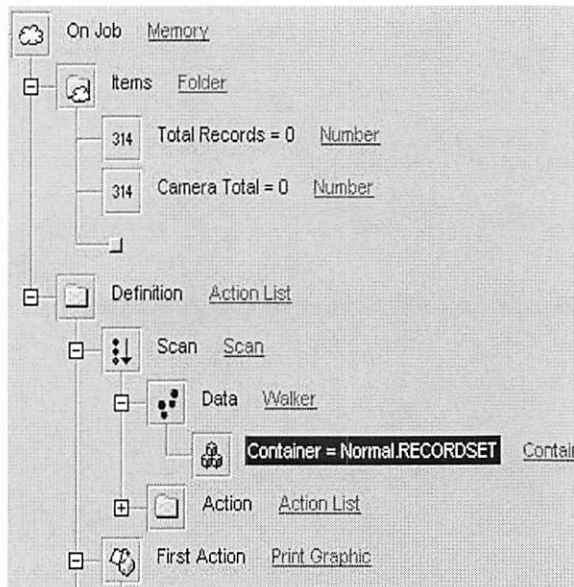 On Job Memory
Items Folder
314 Total Records = 0 Number
314 Camera Total = 0 Number
Definition Action List
Scan Scan
Data Walker
Container = Normal.RECORDSET Contain
Action Action List
First Action Print Graphic